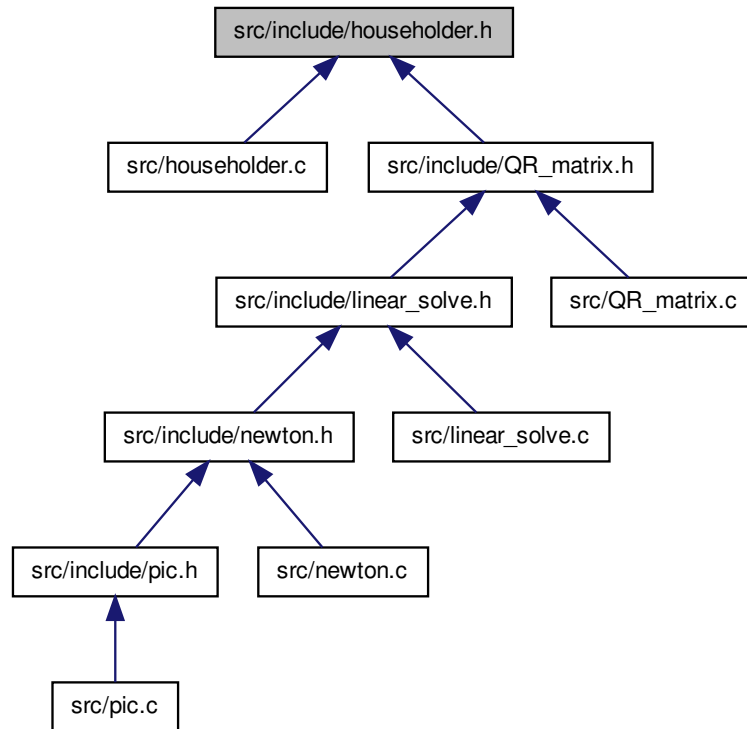 src/include/householder.h
src/householder.c
src/include/QR_matrix.h
src/include/linear_solve.h
src/QR_matrix.c
src/include/newton.h
src/linear_solve.c
src/include/pic.h
src/newton.c
src/pic.c